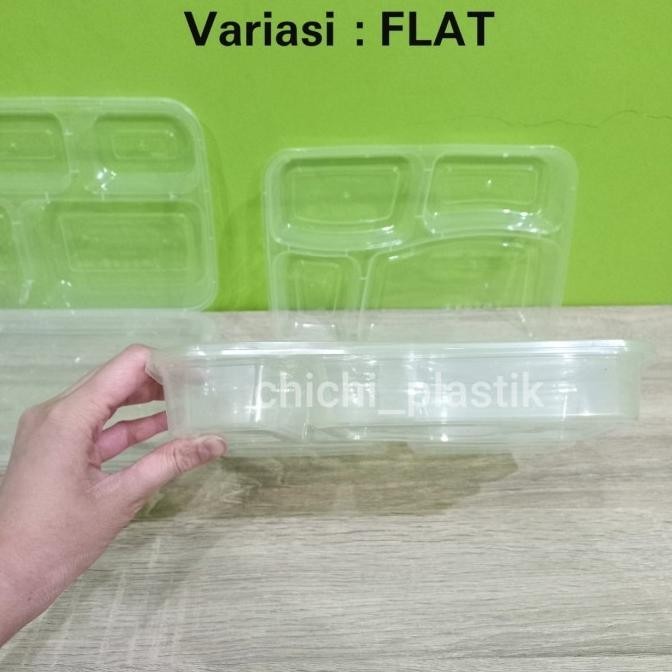 Variasi : FLAT
chichi_plastik